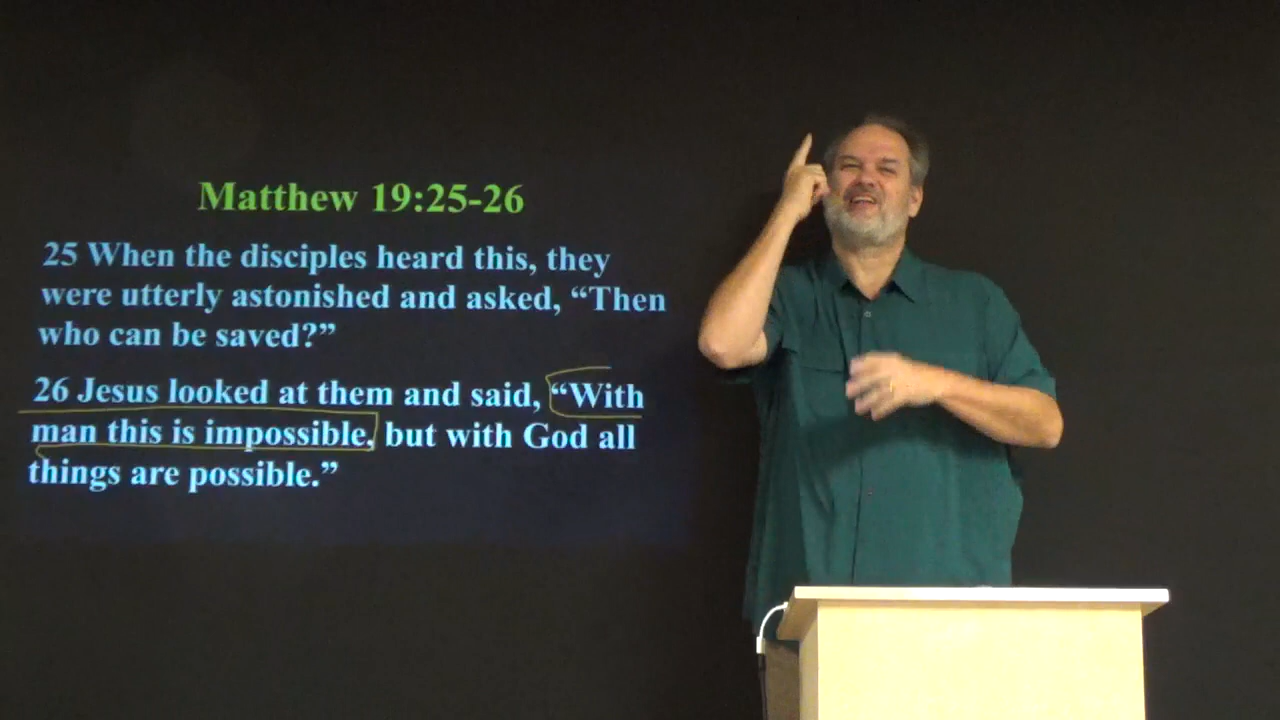 Matthew 19:25-26
25 When the disciples heard this, they
were utterly astonished and asked, “Then
who can be saved?”
26 Jesus looked at them and said, “With
man this is impossible, but with God all
things are possible.”